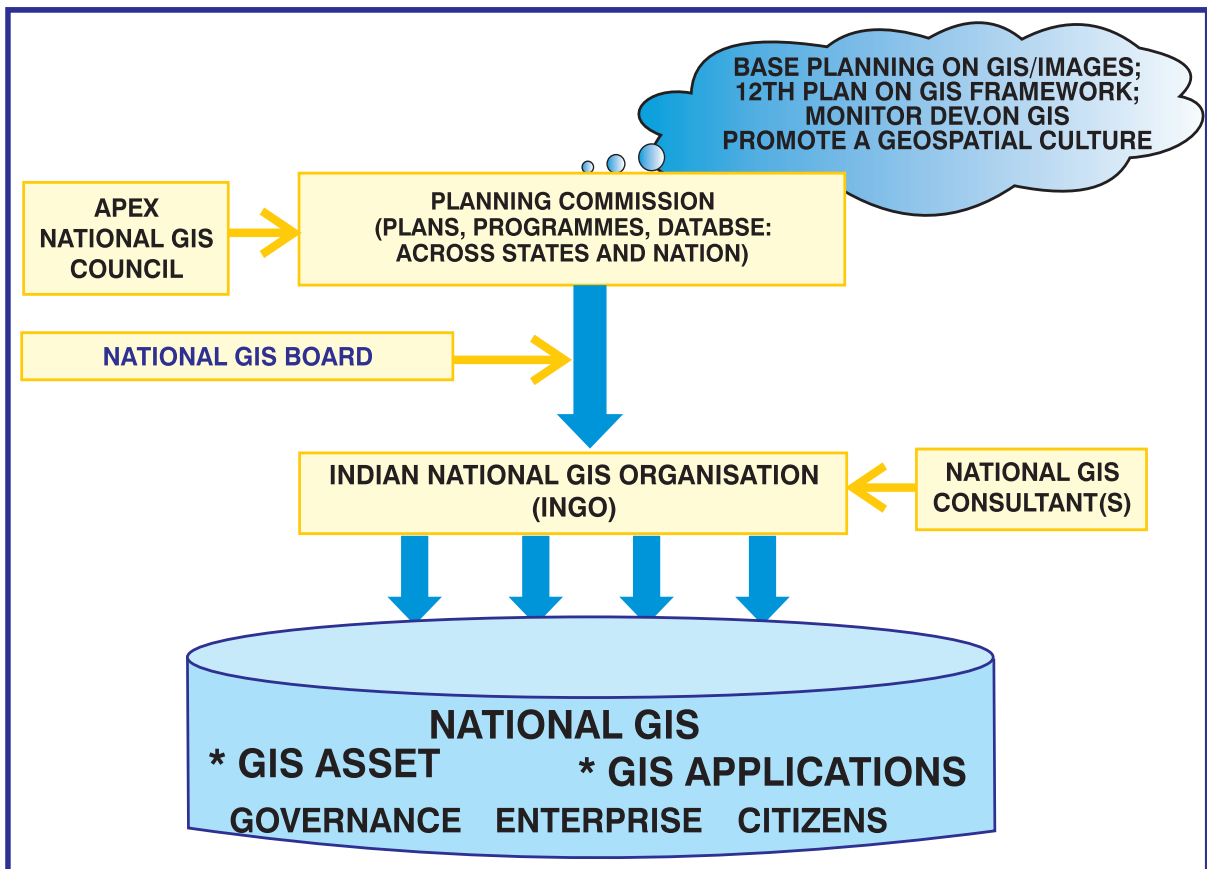 BASE PLANNING ON GIS/IMAGES;
12TH PLAN ON GIS FRAMEWORK;
MONITOR DEV.ON GIS
PROMOTE A GEOSPATIAL CULTURE
APEX
NATIONAL GIS
COUNCIL
PLANNING COMMISSION
(PLANS, PROGRAMMES, DATABSE:
ACROSS STATES AND NATION)
NATIONAL GIS BOARD
INDIAN NATIONAL GIS ORGANISATION
(INGO)
NATIONAL GIS
CONSULTANT(S)
NATIONAL GIS
* GIS ASSET
* GIS APPLICATIONS
GOVERNANCE ENTERPRISE CITIZENS